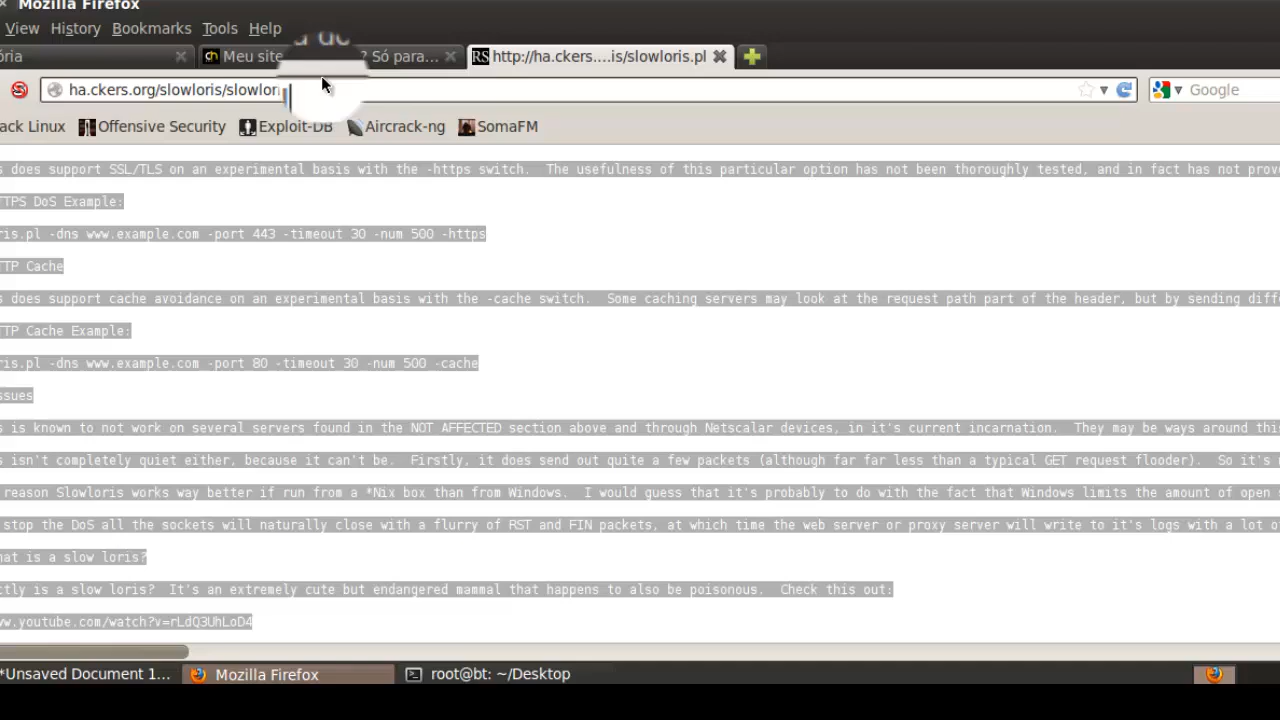 Mozilla Firefox
View History Bookmarks Tools Help
ória Meu site ? Só para... http://ha.ckers....is/slowloris.pl
ha.ckers.org/slowloris/slowlori Google
ack Linux Offensive Security Exploit-DB Aircrack-ng SomaFM
s does support SSL/TLS on an experimental basis with the -https switch. The usefulness of this particular option has not been thoroughly tested, and in fact has not prove
TTPS DoS Example:
ris.pl -dns www.example.com -port 443 -timeout 30 -num 500 -https
TTP Cache
s does support cache avoidance on an experimental basis with the -cache switch. Some caching servers may look at the request path part of the header, but by sending diffe
TTP Cache Example:
ris.pl -dns www.example.com -port 80 -timeout 30 -num 500 -cache
ssues
s is known to not work on several servers found in the NOT AFFECTED section above and through Netscalar devices, in it's current incarnation. They may be ways around this
s isn't completely quiet either, because it can't be. Firstly, it does send out quite a few packets (although far far less than a typical GET request flooder). So it's
reason Slowloris works way better if run from a *Nix box than from Windows. I would guess that it's probably to do with the fact that Windows limits the amount of open
stop the DoS all the sockets will naturally close with a flurry of RST and FIN packets, at which time the web server or proxy server will write to it's logs with a lot o
hat is a slow loris?
ctly is a slow loris? It's an extremely cute but endangered mammal that happens to also be poisonous. Check this out:
ww.youtube.com/watch?v=rLdQ3UhLoD4
*Unsaved Document 1... Mozilla Firefox root@bt: ~/Desktop